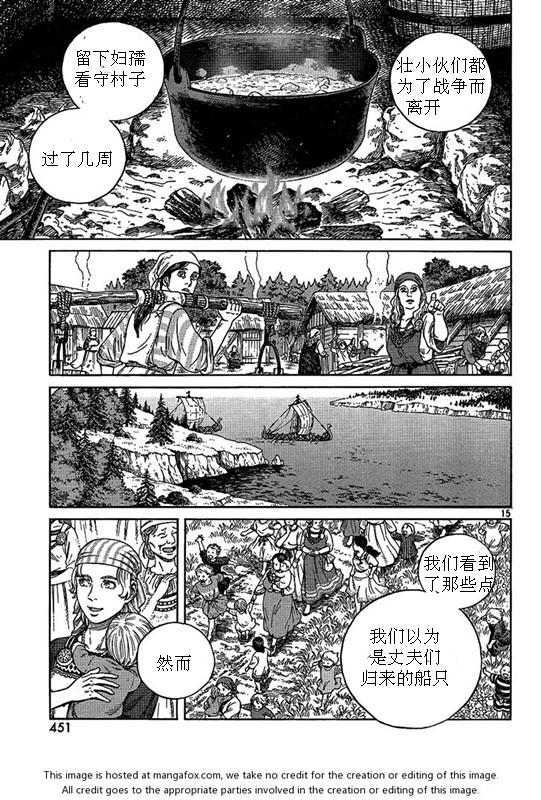 壮小伙们都
为了战争而
离开
留下妇孺
看守村子
过了几周
15
我们看到
了那些点
我们以为
是丈夫们
归来的船只
然而
451
This image is hosted at mangafox.com, we take no credit for the creation or editing of this image.
All credit goes to the appropriate parties involved in the creation or editing of this image.